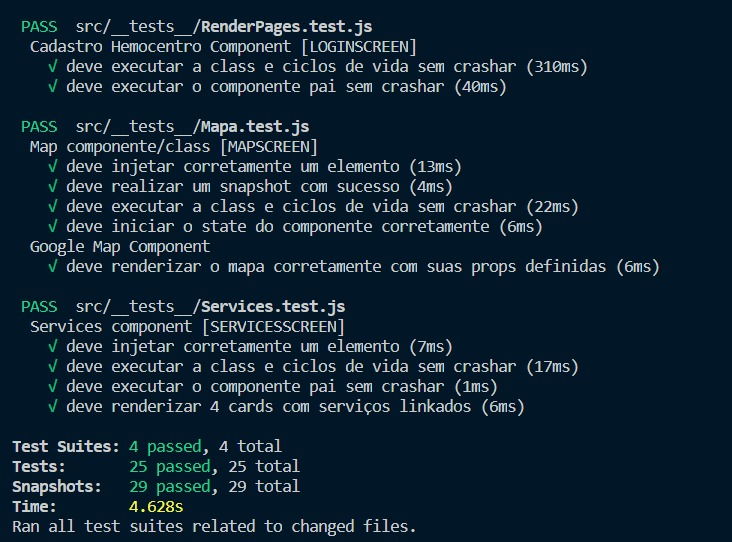 PASS src/__tests__/RenderPages.test.js
Cadastro Hemocentro Component [LOGINSCREEN]
√ deve executar a class e ciclos de vida sem crashar (310ms)
√ deve executar o componente pai sem crashar (40ms)
PASS src/__tests__/Mapa.test.js
Map componente/class [MAPSCREEN]
√ deve injetar corretamente um elemento (13ms)
√ deve realizar um snapshot com sucesso (4ms)
√ deve executar a class e ciclos de vida sem crashar (22ms)
√ deve iniciar o state do componente corretamente (6ms)
Google Map Component
√ deve renderizar o mapa corretamente com suas props definidas (6ms)
PASS src/__tests__/Services.test.js
Services component [SERVICESSCREEN]
√ deve injetar corretamente um elemento (7ms)
√ deve executar a class e ciclos de vida sem crashar (17ms)
√ deve executar o componente pai sem crashar (1ms)
√ deve renderizar 4 cards com serviços linkados (6ms)
Test Suites: 4 passed, 4 total
Tests: 25 passed, 25 total
Snapshots: 29 passed, 29 total
Time: 4.628s
Ran all test suites related to changed files.